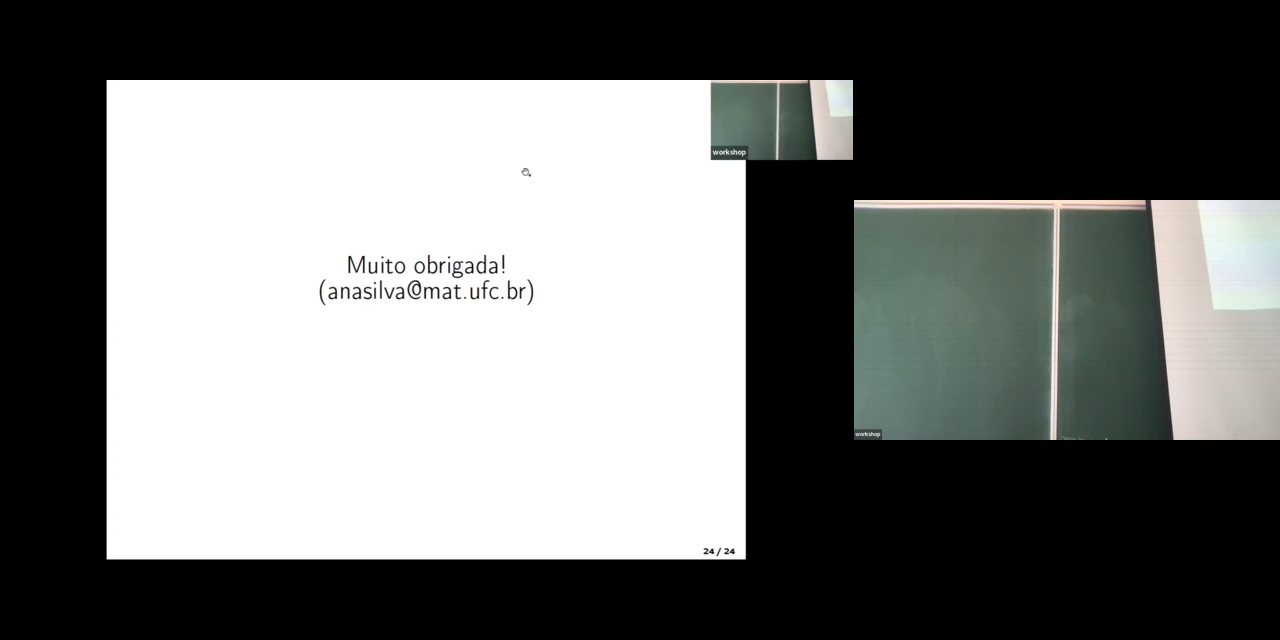 workshop
Muito obrigada!
(anasilva@mat.ufc.br)
24 / 24
workshop